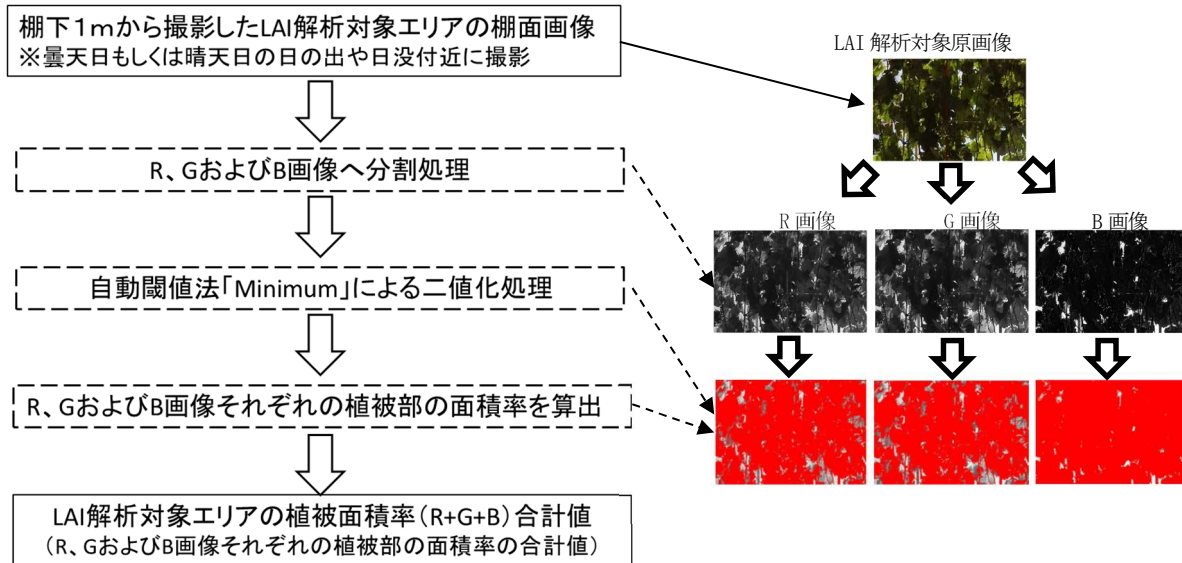 棚下1mから撮影したLAI解析対象エリアの棚面画像
※曇天日もしくは晴天日の日の出や日没付近に撮影
R、GおよびB画像へ分割処理
自動閾値法「Minimum」による二値化処理
R、GおよびB画像それぞれの植被部の面積率を算出
LAI解析対象エリアの植被面積率(R+G+B)合計値
(R、GおよびB画像それぞれの植被部の面積率の合計値)
LAI 解析対象原画像
R 画像
G 画像
B 画像